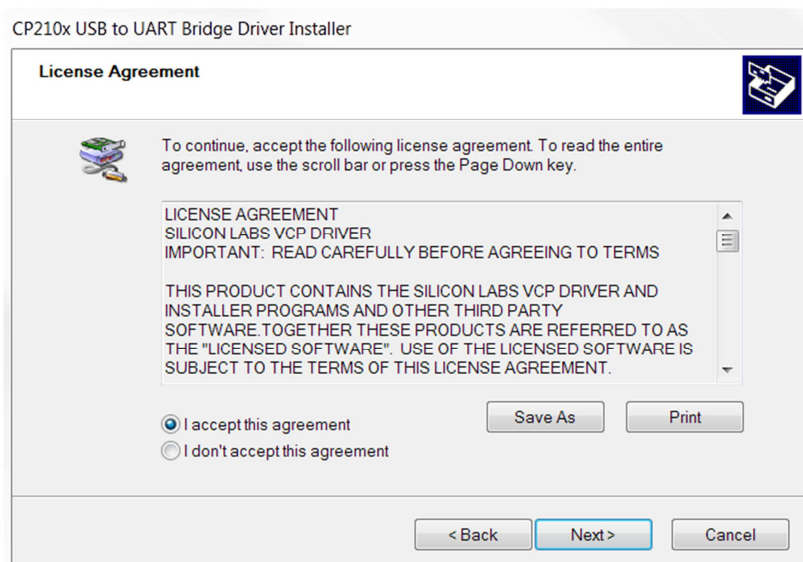 CP210x USB to UART Bridge Driver Installer
License Agreement
To continue, accept the following license agreement. To read the entire
agreement, use the scroll bar or press the Page Down key.
LICENSE AGREEMENT
SILICON LABS VCP DRIVER
IMPORTANT:  READ CAREFULLY BEFORE AGREEING TO TERMS
THIS PRODUCT CONTAINS THE SILICON LABS VCP DRIVER AND
INSTALLER PROGRAMS AND OTHER THIRD PARTY
SOFTWARE.TOGETHER THESE PRODUCTS ARE REFERRED TO AS
THE "LICENSED SOFTWARE".  USE OF THE LICENSED SOFTWARE IS
SUBJECT TO THE TERMS OF THIS LICENSE AGREEMENT.
I accept this agreement
Save As
Print
I don't accept this agreement
< Back
Next >
Cancel